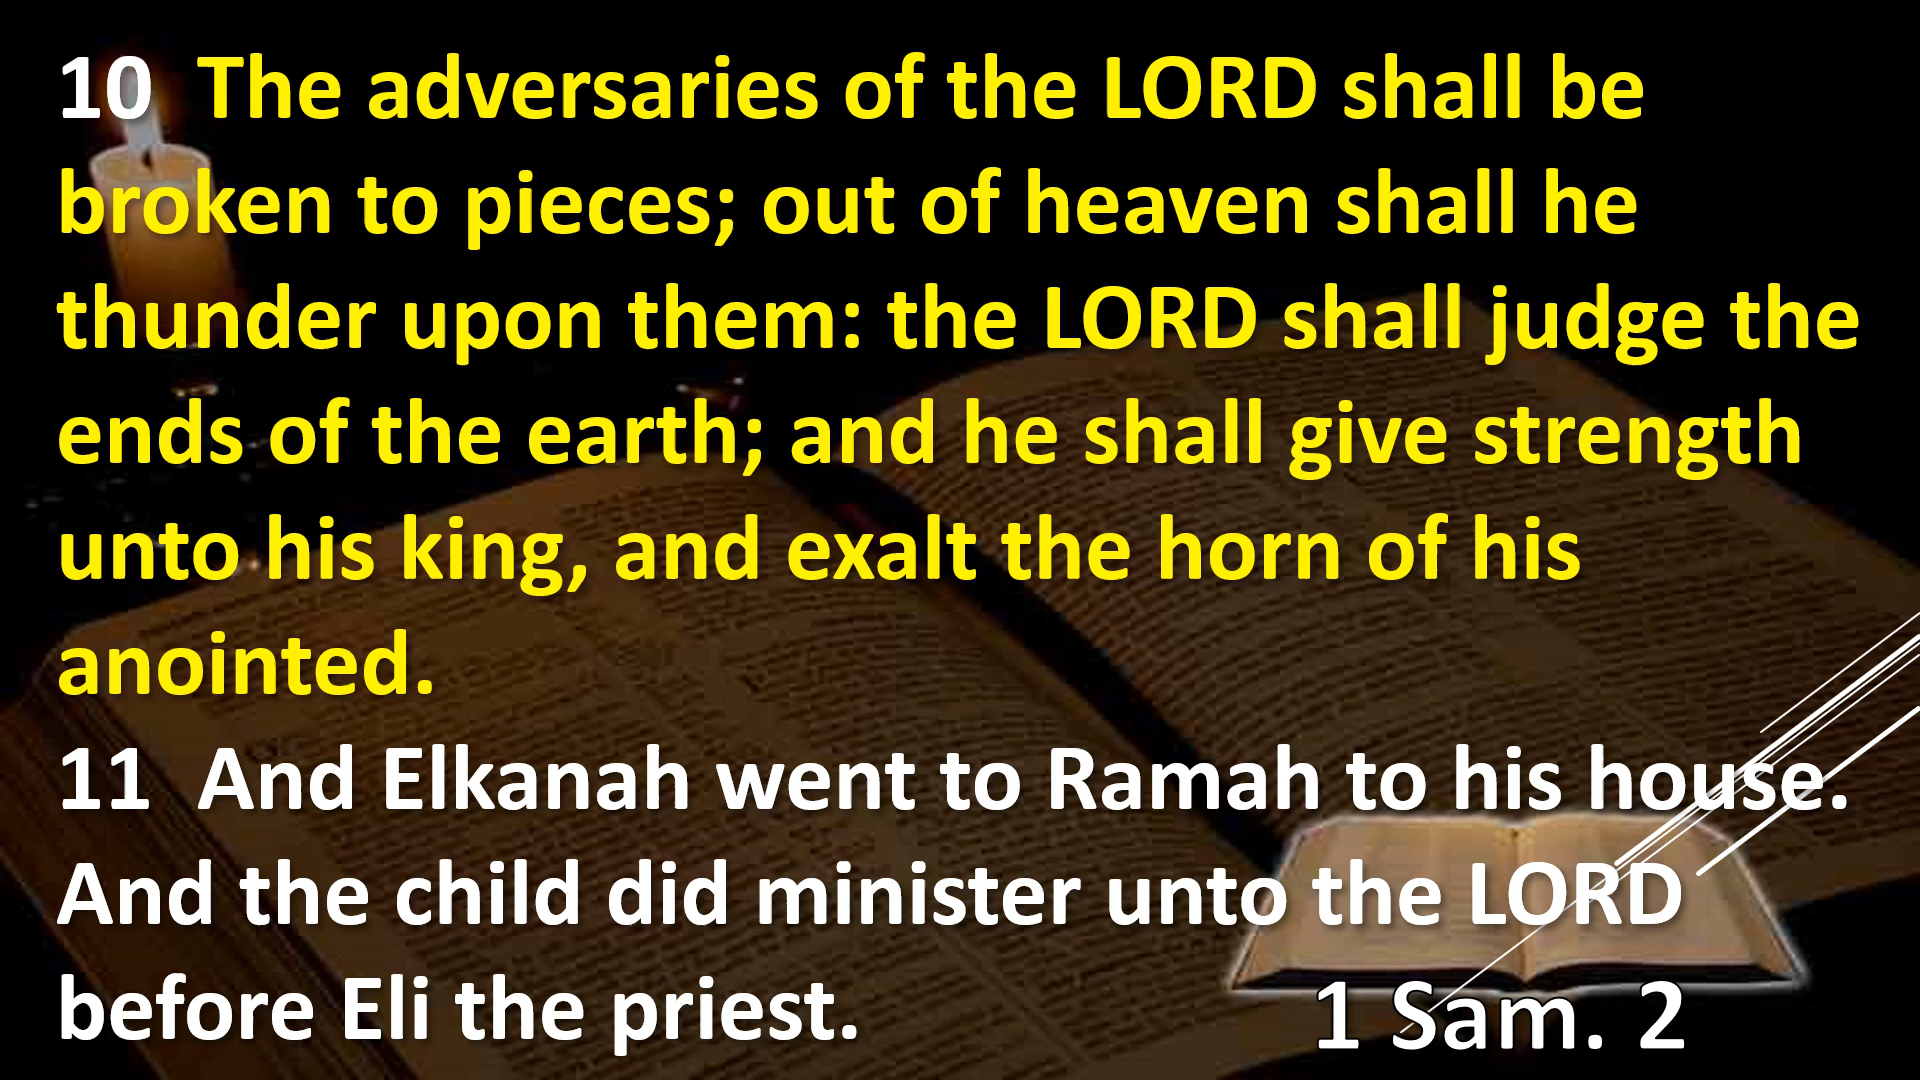 10  The adversaries of the LORD shall be
broken to pieces; out of heaven shall he
thunder upon them: the LORD shall judge the
ends of the earth; and he shall give strength
unto his king, and exalt the horn of his
anointed.
11  And Elkanah went to Ramah to his house.
And the child did minister unto the LORD
before Eli the priest.
1 Sam. 2